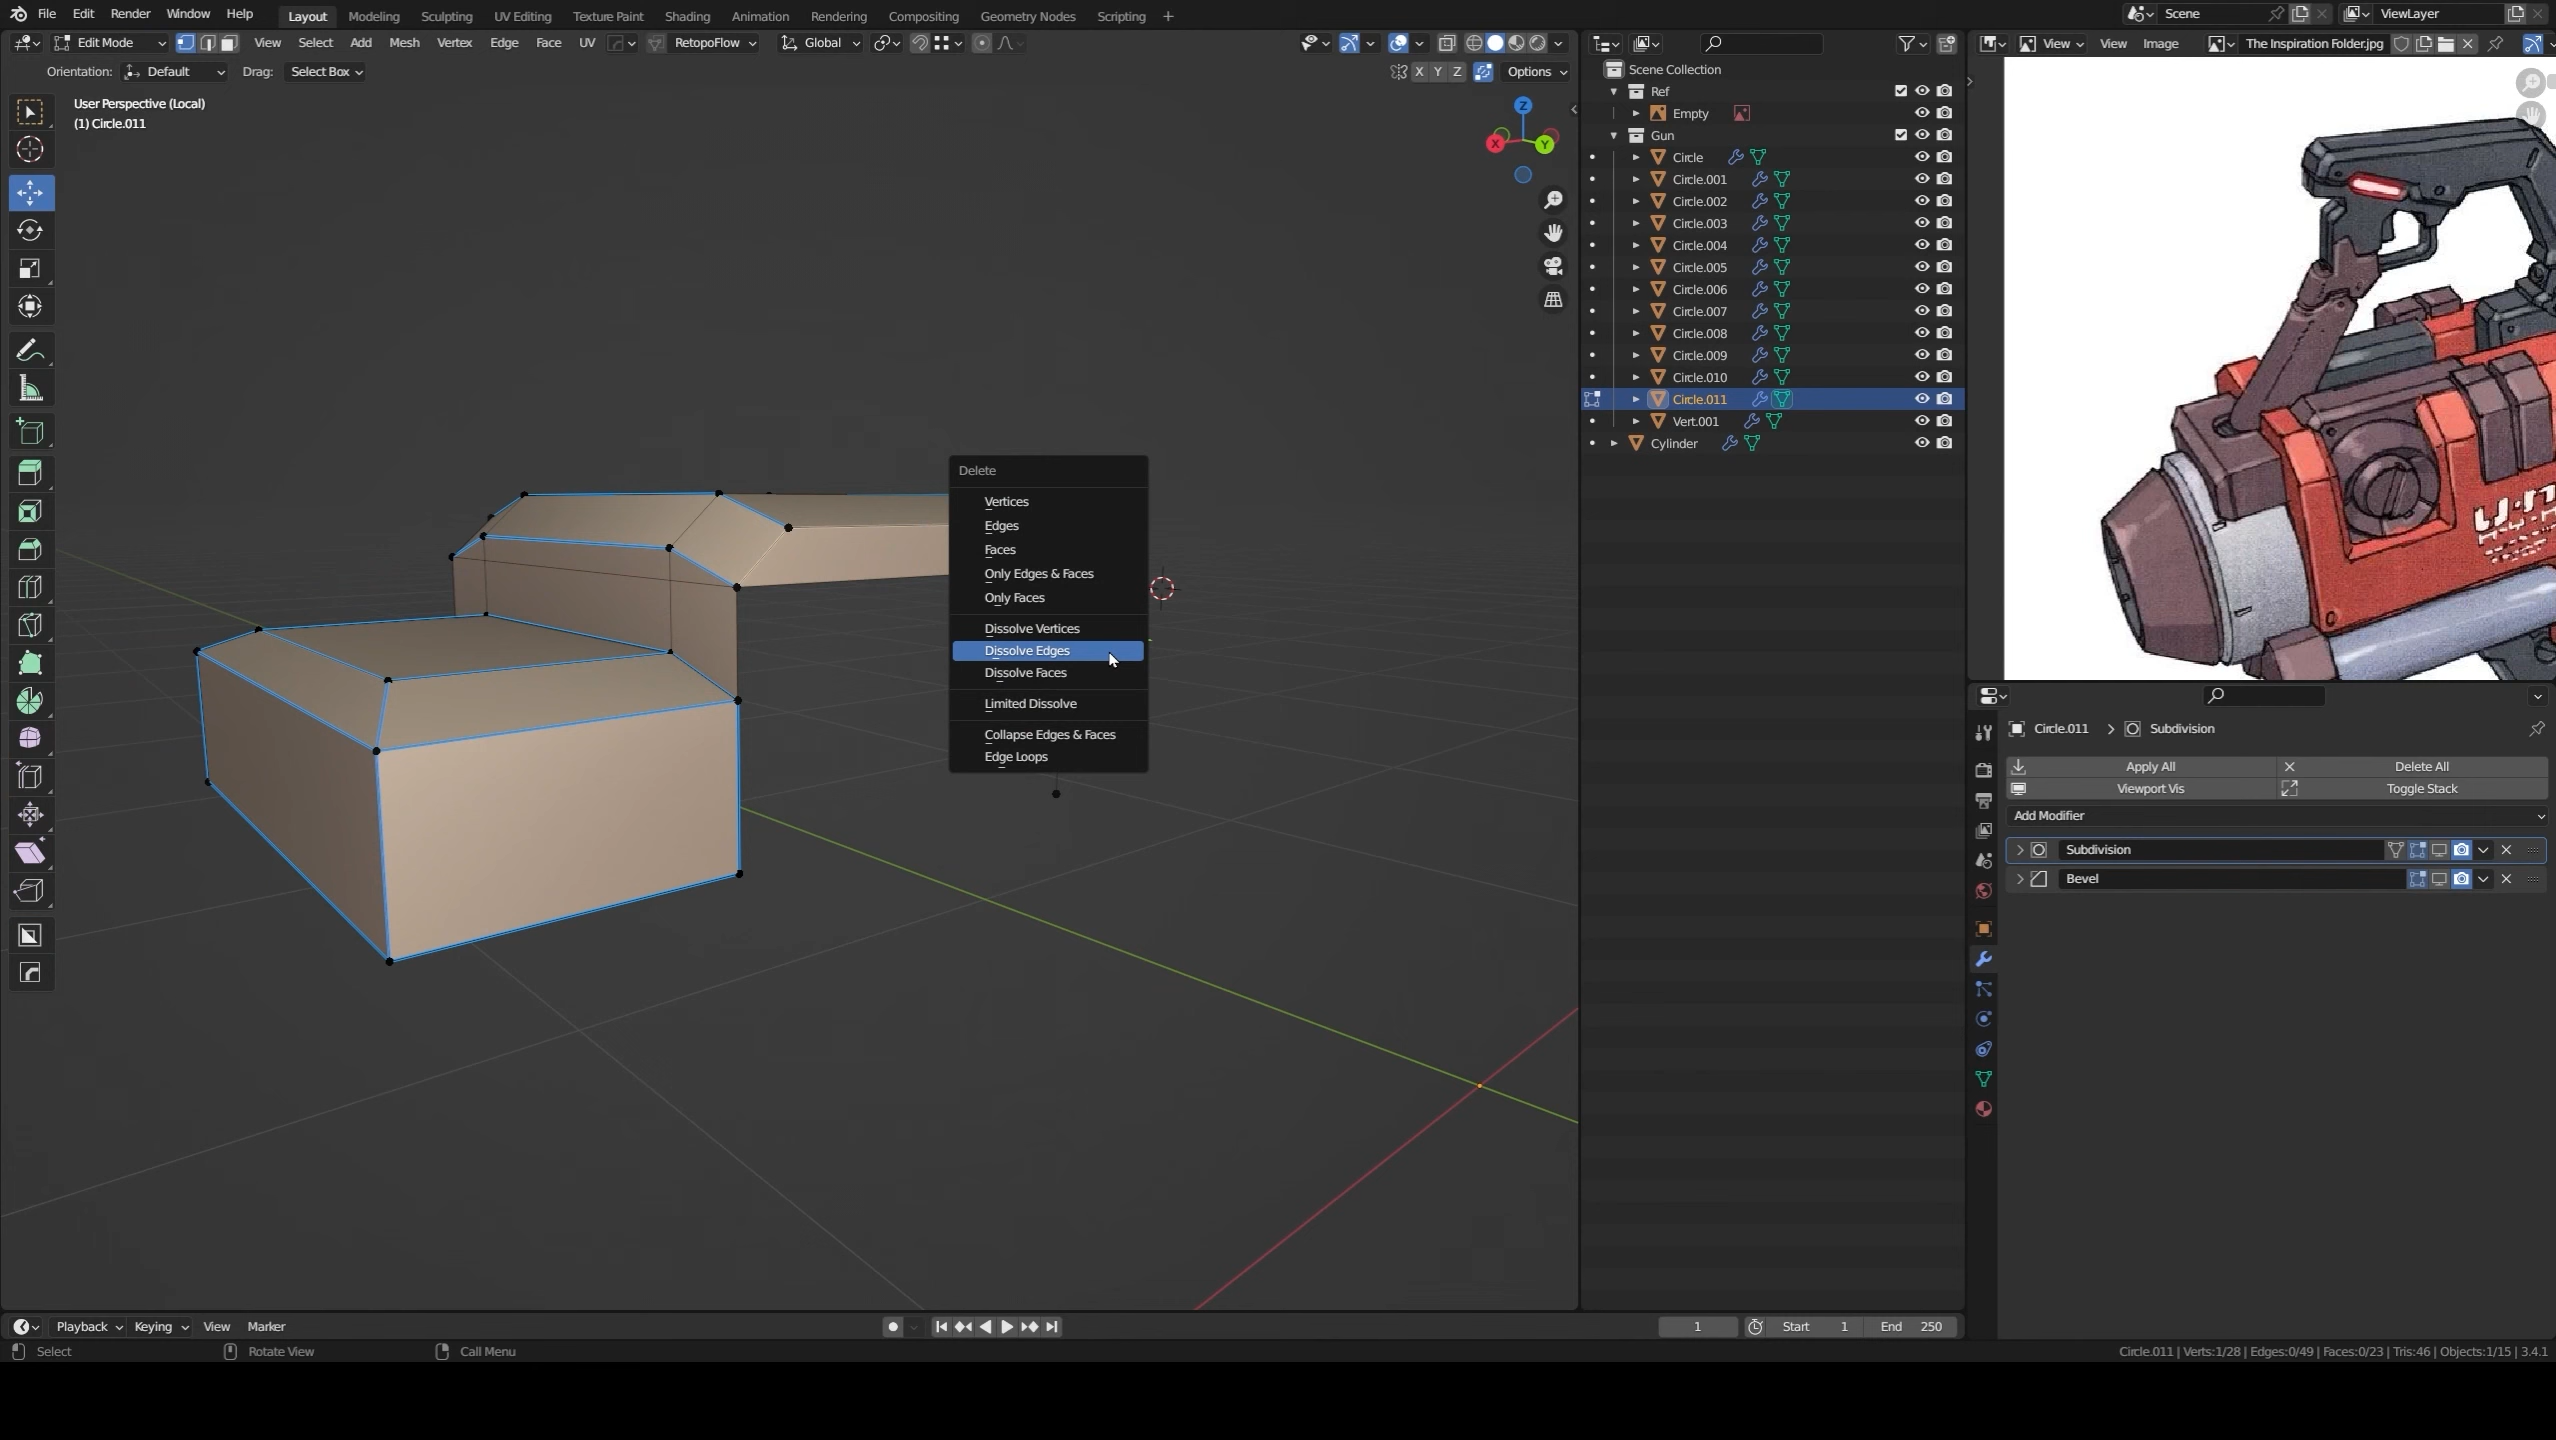 File Edit Render Window Help Layout Modeling Sculpting UV Editing Texture Paint Shading Animation Rendering Compositing Geometry Nodes Scripting + Scene ViewLayer
Edit Mode View Select Add Mesh Vertex Edge Face UV RetopoFlow Global View View Image The Inspiration Folder.jpg
Orientation: Default Drag: Select Box X Y Z Options
User Perspective (Local)
(1) Circle.011
Z
X
Y
Scene Collection
Ref
Empty
Gun
Circle
Circle.001
Circle.002
Circle.003
Circle.004
Circle.005
Circle.006
Circle.007
Circle.008
Circle.009
Circle.010
Circle.011
Vert.001
Cylinder
Delete
Vertices
Edges
Faces
Only Edges & Faces
Only Faces
Dissolve Vertices
Dissolve Edges
Dissolve Faces
Limited Dissolve
Collapse Edges & Faces
Edge Loops
Circle.011 > Subdivision
Apply All Delete All
Viewport Vis Toggle Stack
Add Modifier
Subdivision
Bevel
Playback Keying View Marker 1 Start 1 End 250
Select Rotate View Call Menu Circle.011 | Verts:1/28 | Edges:0/49 | Faces:0/23 | Tris:46 | Objects:1/15 | 3.4.1